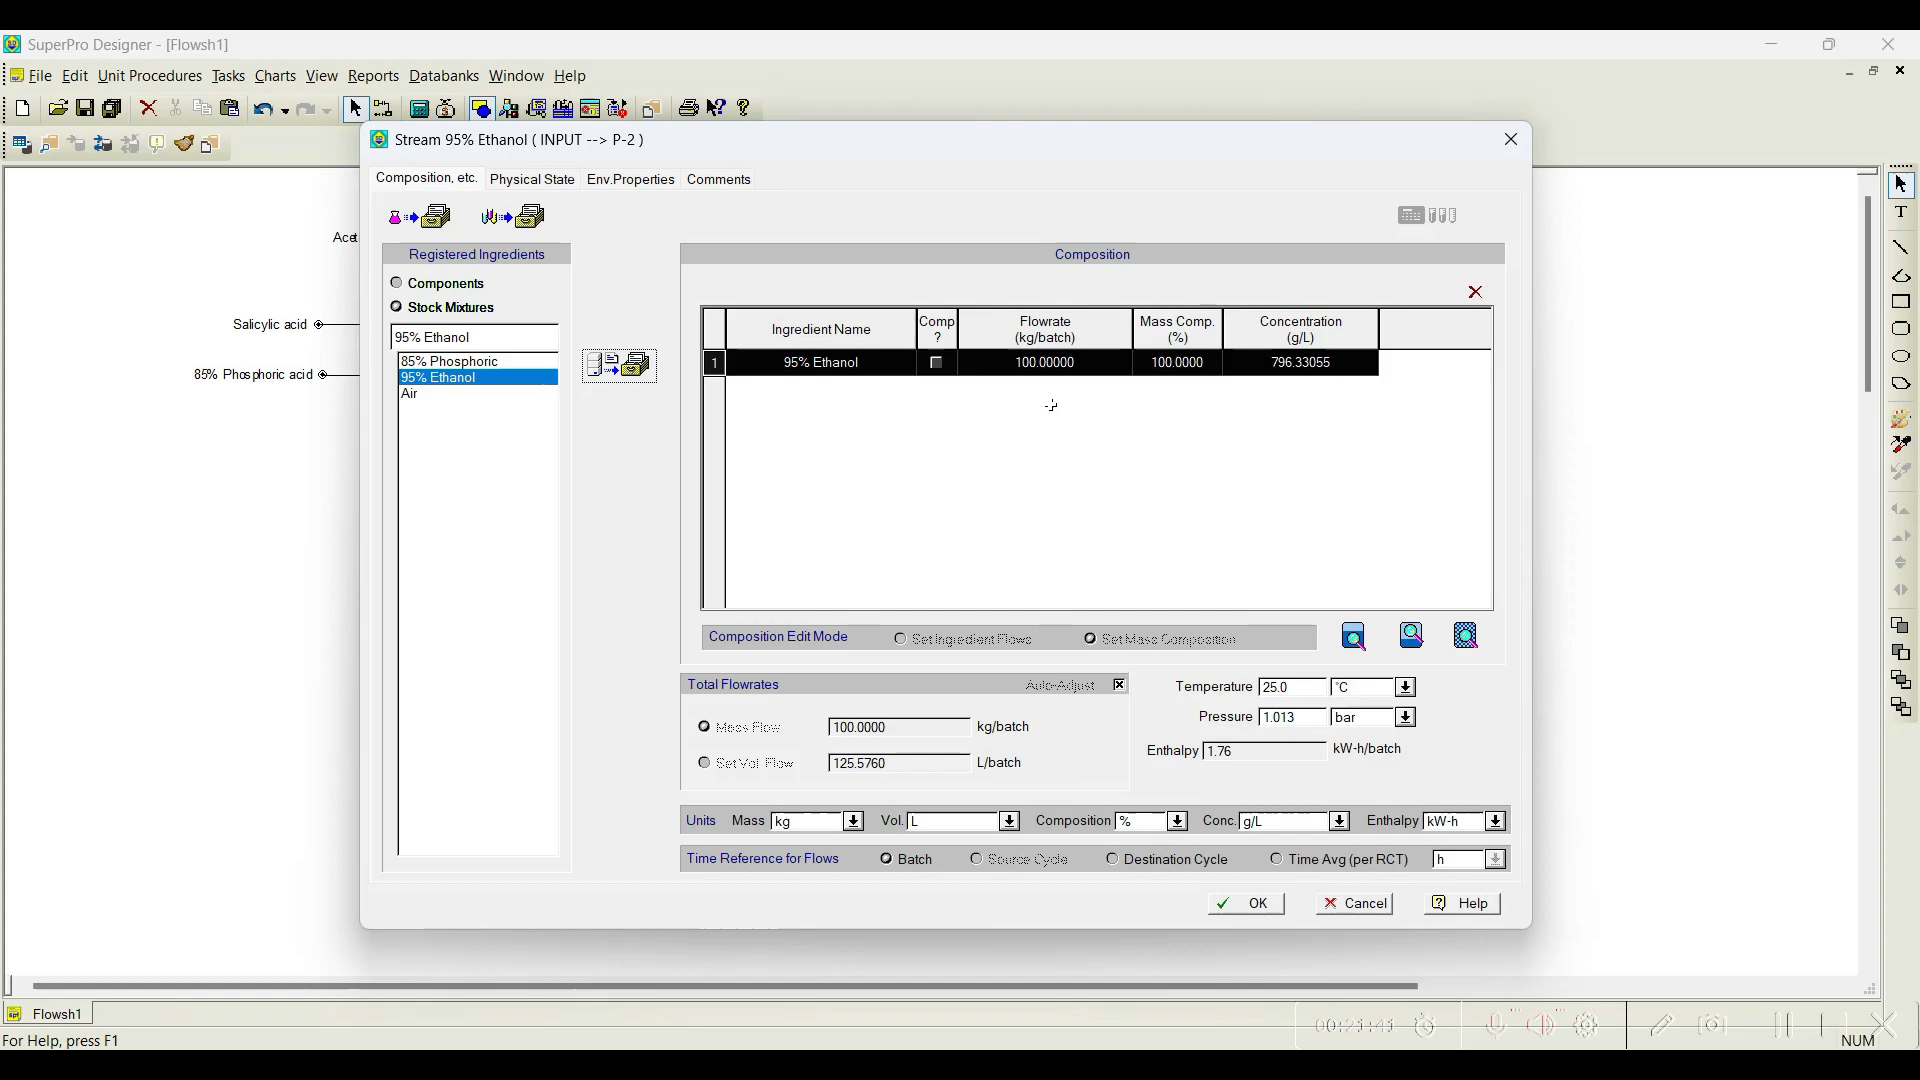 SuperPro Designer - [Flowsh1]
File Edit Unit Procedures Tasks Charts View Reports Databanks Window Help
Stream 95% Ethanol ( INPUT --> P-2 )
Composition, etc. Physical State Env.Properties Comments
Aceti
Salicylic acid
85% Phosphoric acid
Registered Ingredients
Components
Stock Mixtures
95% Ethanol
85% Phosphoric
95% Ethanol
Air
Composition
Ingredient Name Comp ? Flowrate (kg/batch) Mass Comp. (%) Concentration (g/L)
1 95% Ethanol 100.00000 100.0000 796.33055
Composition Edit Mode Set Ingredient Flows Set Mass Composition
Total Flowrates Auto-Adjust
Mass Flow 100.0000 kg/batch
Set Vol. Flow 125.5760 L/batch
Temperature 25.0 °C
Pressure 1.013 bar
Enthalpy 1.76 kW-h/batch
Units Mass kg Vol. L Composition % Conc. g/L Enthalpy kW-h
Time Reference for Flows Batch Source Cycle Destination Cycle Time Avg (per RCT) h
OK Cancel Help
Flowsh1
For Help, press F1
NUM